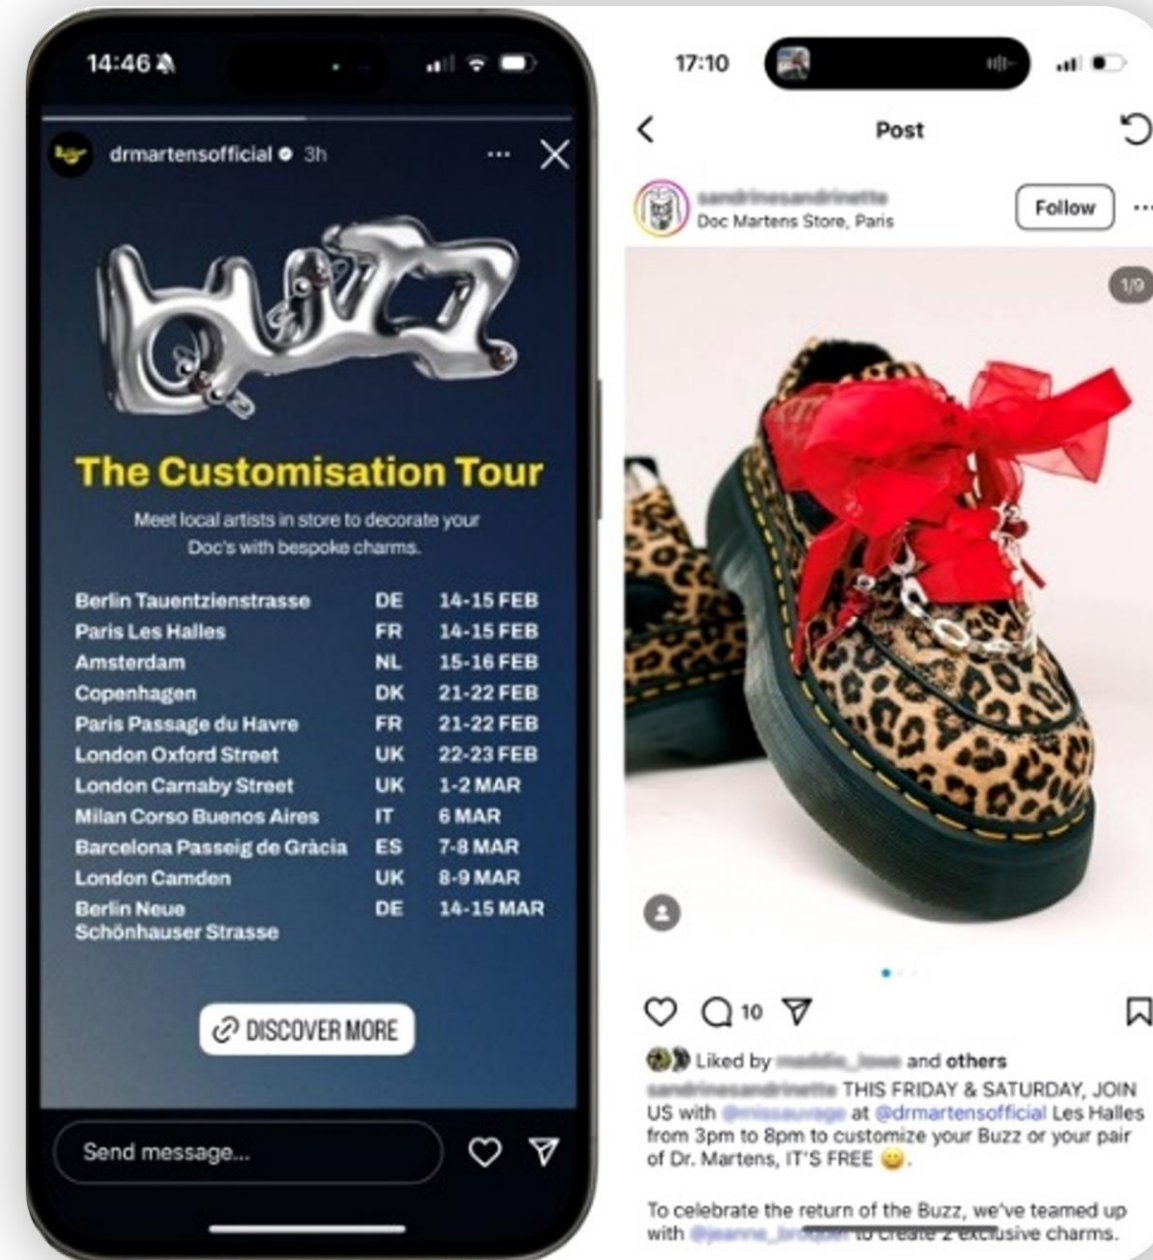 14:46
drmartensofficial 3h
buzz
The Customisation Tour
Meet local artists in store to decorate your
Doc's with bespoke charms.
Berlin Tauentzienstrasse DE 14-15 FEB
Paris Les Halles FR 14-15 FEB
Amsterdam NL 15-16 FEB
Copenhagen DK 21-22 FEB
Paris Passage du Havre FR 21-22 FEB
London Oxford Street UK 22-23 FEB
London Carnaby Street UK 1-2 MAR
Milan Corso Buenos Aires IT 6 MAR
Barcelona Passeig de Gràcia ES 7-8 MAR
London Camden UK 8-9 MAR
Berlin Neue DE 14-15 MAR
Schönhauser Strasse
DISCOVER MORE
Send message...
17:10
Post
Doc Martens Store, Paris
Follow
1/9
10
Liked by and others
THIS FRIDAY & SATURDAY, JOIN
US with at @drmartensofficial Les Halles
from 3pm to 8pm to customize your Buzz or your pair
of Dr. Martens, IT'S FREE 😀.
To celebrate the return of the Buzz, we've teamed up
with to create 2 exclusive charms.